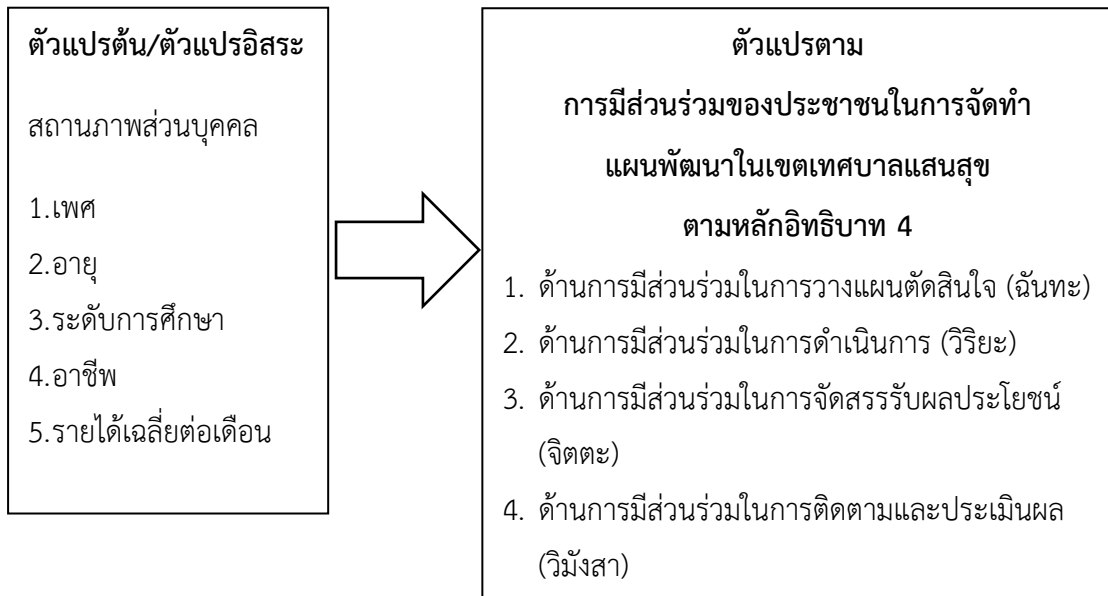 ตัวแปรต้น/ตัวแปรอิสระ
สถานภาพส่วนบุคคล
1.เพศ
2.อายุ
3.ระดับการศึกษา
4.อาชีพ
5.รายได้เฉลี่ยต่อเดือน
ตัวแปรตาม
การมีส่วนร่วมของประชาชนในการจัดทำ
แผนพัฒนาในเขตเทศบาลแสนสุข
ตามหลักอิทธิบาท 4
1. ด้านการมีส่วนร่วมในการวางแผนตัดสินใจ (ฉันทะ)
2. ด้านการมีส่วนร่วมในการดำเนินการ (วิริยะ)
3. ด้านการมีส่วนร่วมในการจัดสรรรับผลประโยชน์
(จิตตะ)
4. ด้านการมีส่วนร่วมในการติดตามและประเมินผล
(วิมังสา)